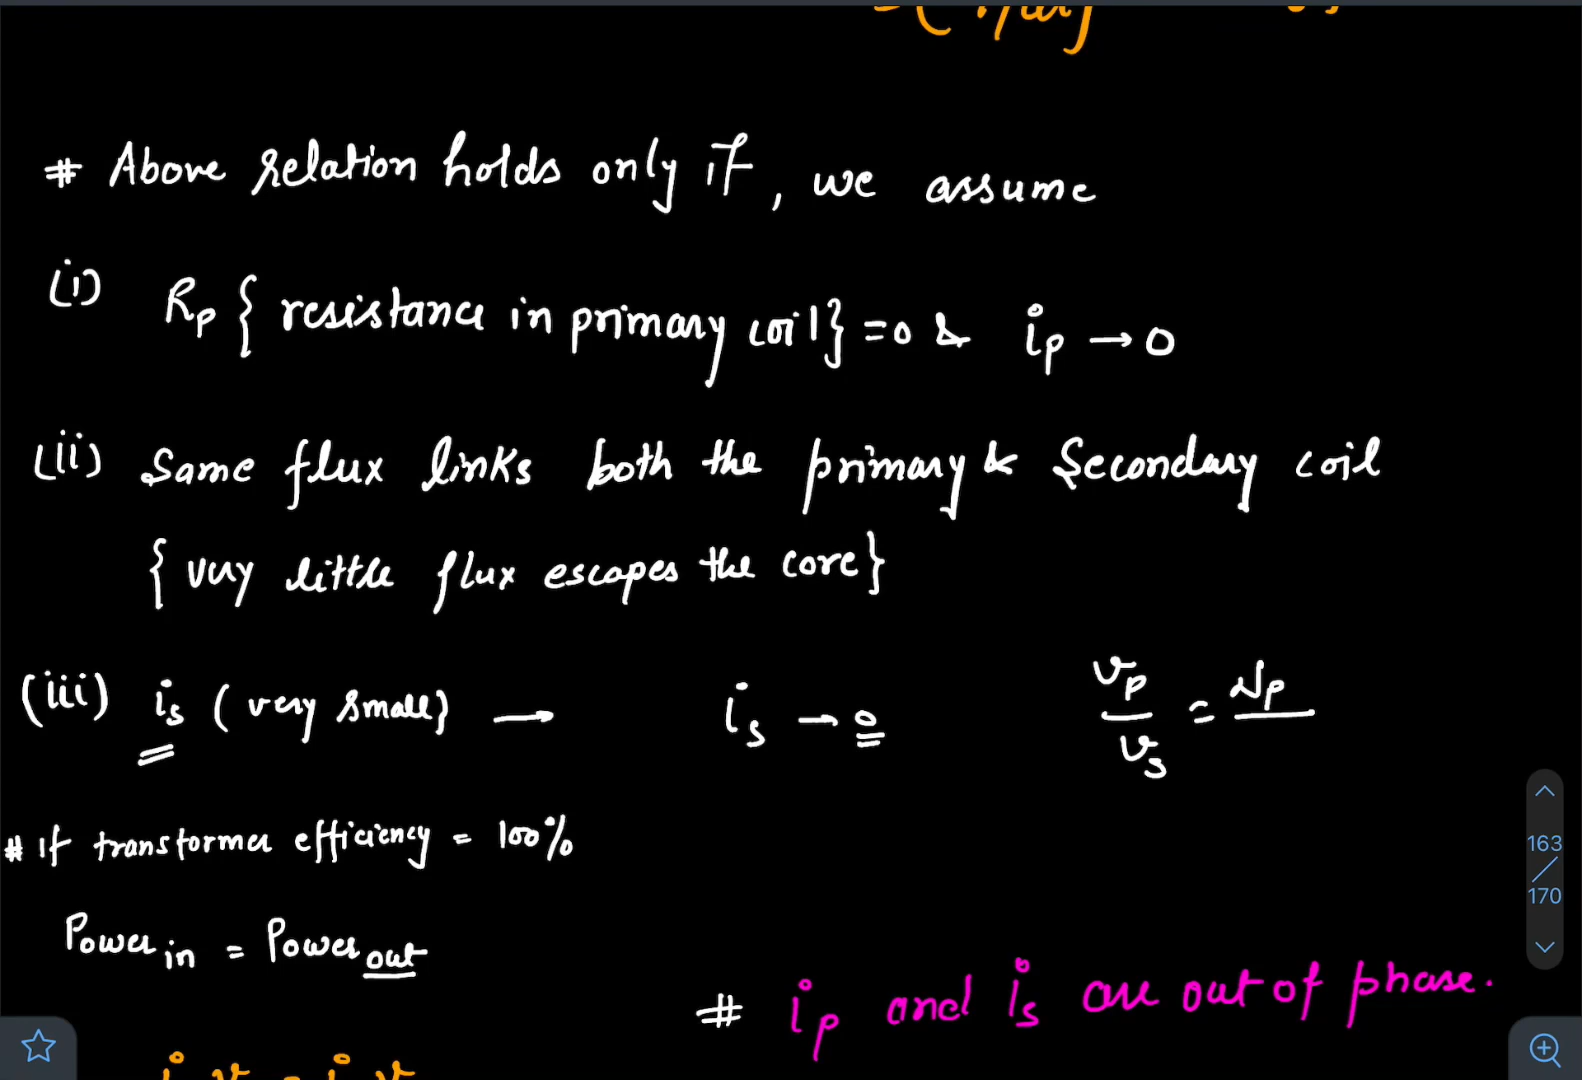 # Above relation holds only if, we assume
(i) Rp { resistance in primary coil} = 0 & ip → 0
(ii) Same flux links both the primary & Secondary coil
{ very little flux escapes the core}
(iii) is ( very small) → is → 0 vp/vs = Np/
# If transformer efficiency = 100%
Power in = Power out
# ip and is are out of phase.
163
/
170